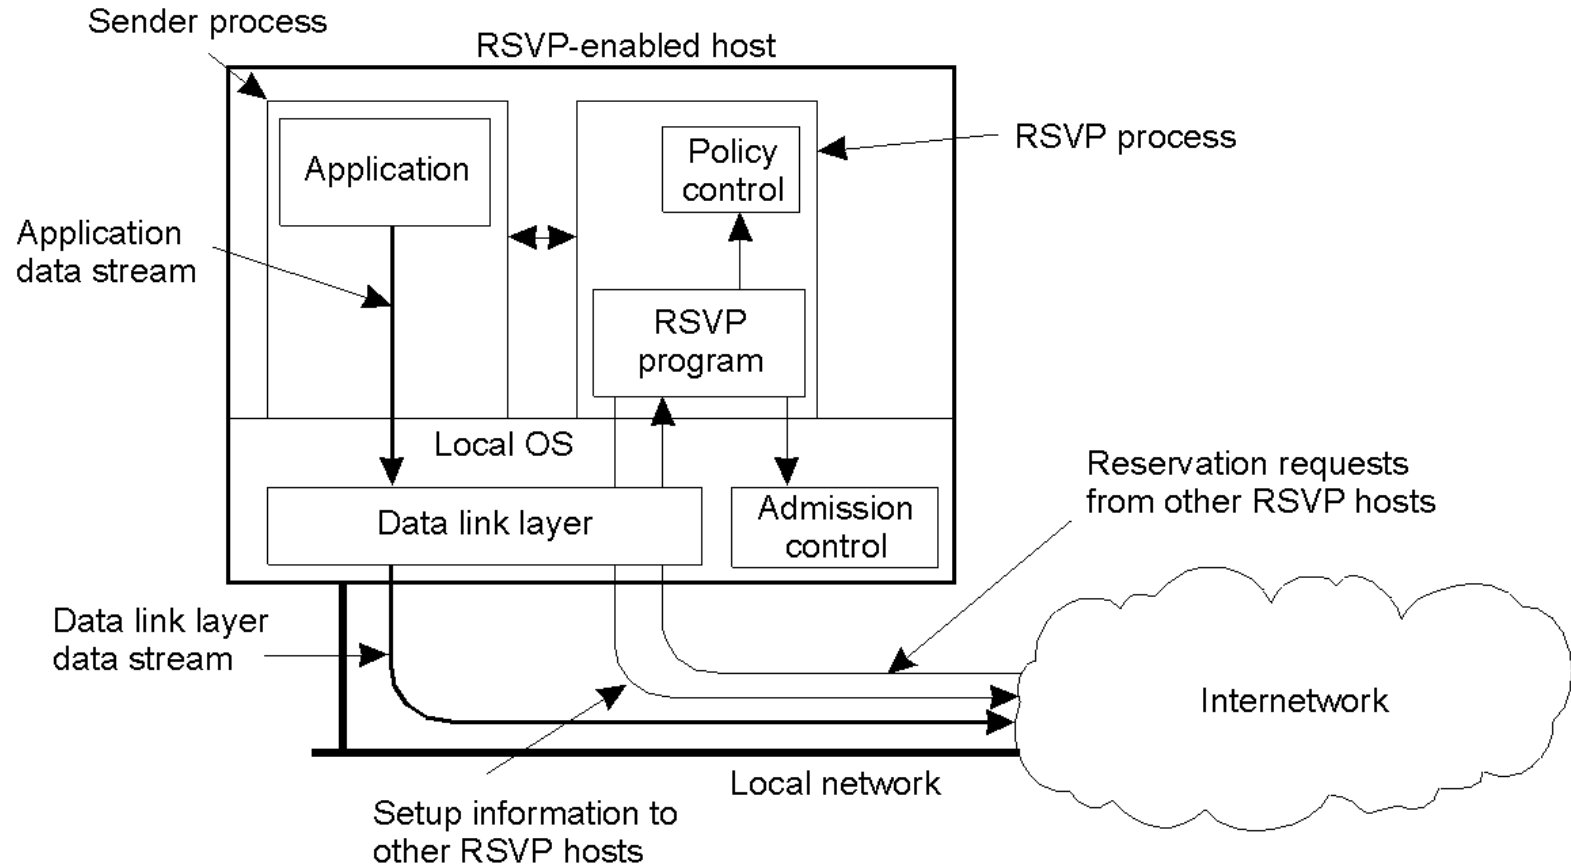 Sender process
RSVP-enabled host
Application
Policy
control
RSVP process
Application
data stream
RSVP
program
Local OS
Data link layer
Admission
control
Reservation requests
from other RSVP hosts
Data link layer
data stream
Internetwork
Local network
Setup information to
other RSVP hosts